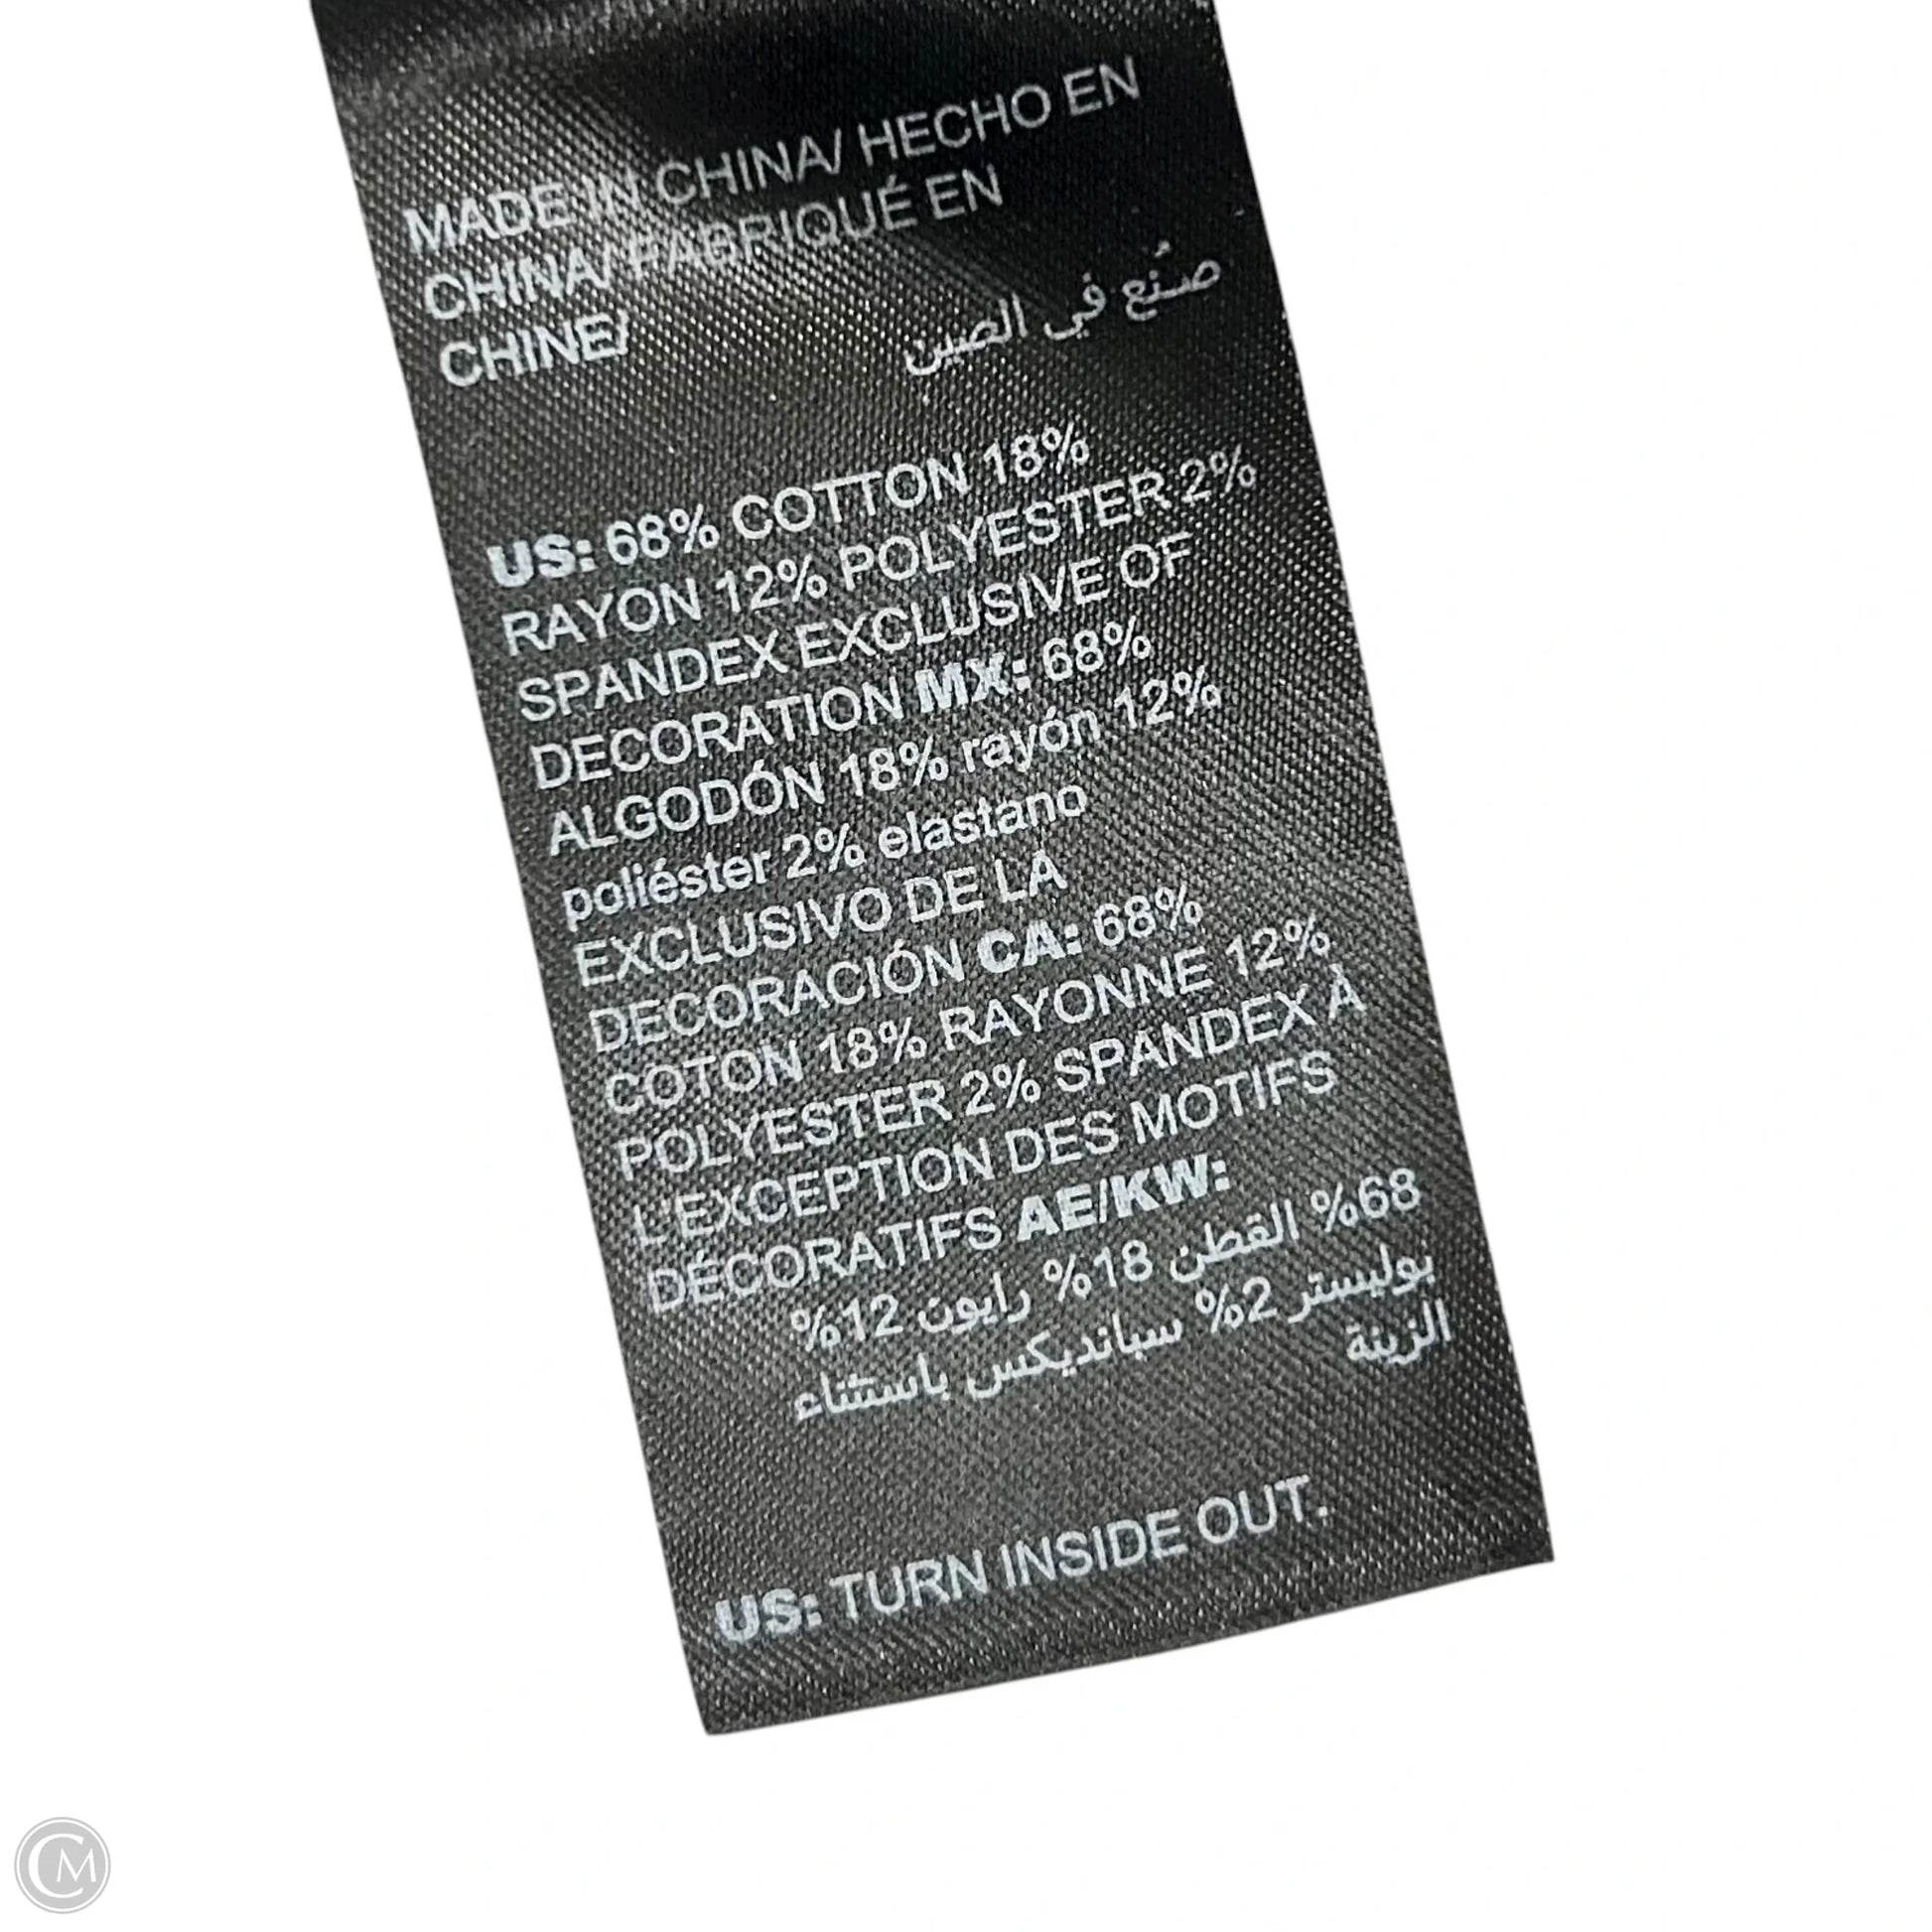 MADE IN CHINA/ HECHO EN
CHINA/ FABRIQUÉ EN
CHINE/
صُنع في الصين
US: 68% COTTON 18%
RAYON 12% POLYESTER 2%
SPANDEX EXCLUSIVE OF
DECORATION MX: 68%
ALGODÓN 18% rayón 12%
poliéster 2% elastano
EXCLUSIVO DE LA
DECORACIÓN CA: 68%
COTON 18% RAYONNE 12%
POLYESTER 2% SPANDEX À
L'EXCEPTION DES MOTIFS
DÉCORATIFS AE/KW:
68% القطن 18% رايون 12%
بوليستر 2% سبانديكس باستثناء
الزينة
US: TURN INSIDE OUT.
CM